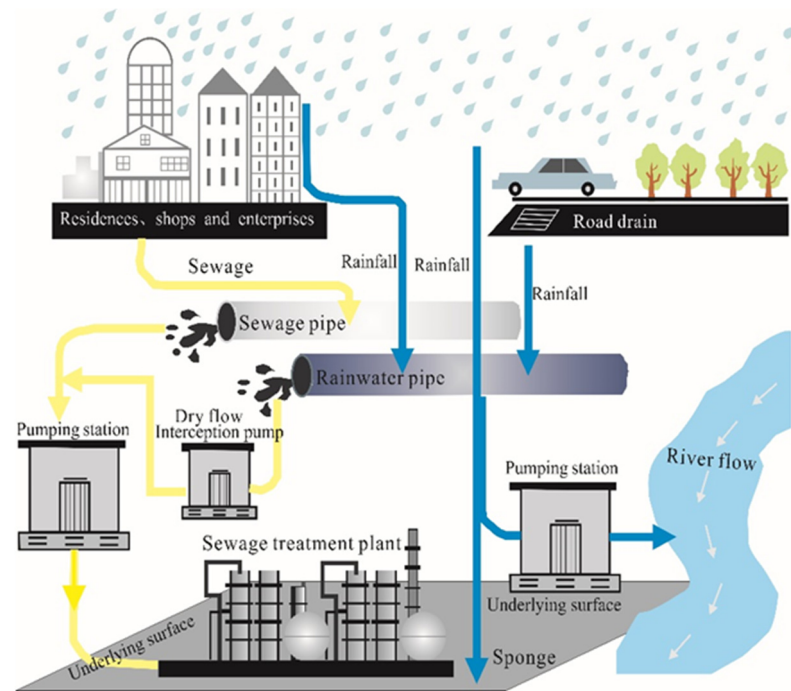 Residences、shops and enterprises
Road drain
Sewage
Rainfall
Rainfall
Rainfall
Sewage pipe
Rainwater pipe
Dry flow
Interception pump
Pumping station
Pumping station
River flow
Sewage treatment plant
Underlying surface
Underlying surface
Sponge